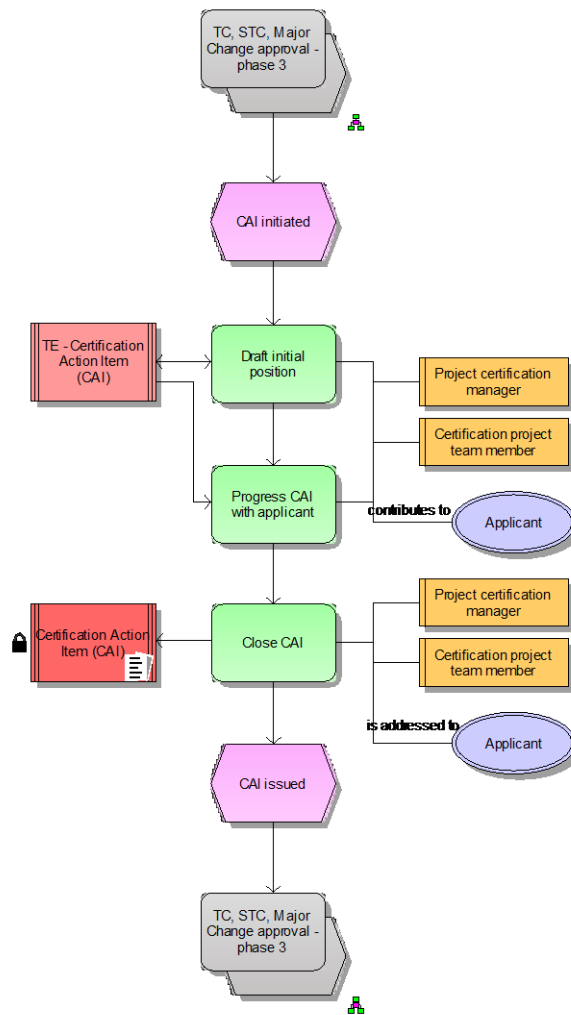 TC, STC, Major
Change approval -
phase 3
CAI initiated
TE - Certification
Action Item
(CAI)
Draft initial
position
Project certification
manager
Certification project
team member
Progress CAI
with applicant
contributes to
Applicant
Certification Action
Item (CAI)
Close CAI
Project certification
manager
Certification project
team member
is addressed to
Applicant
CAI issued
TC, STC, Major
Change approval -
phase 3